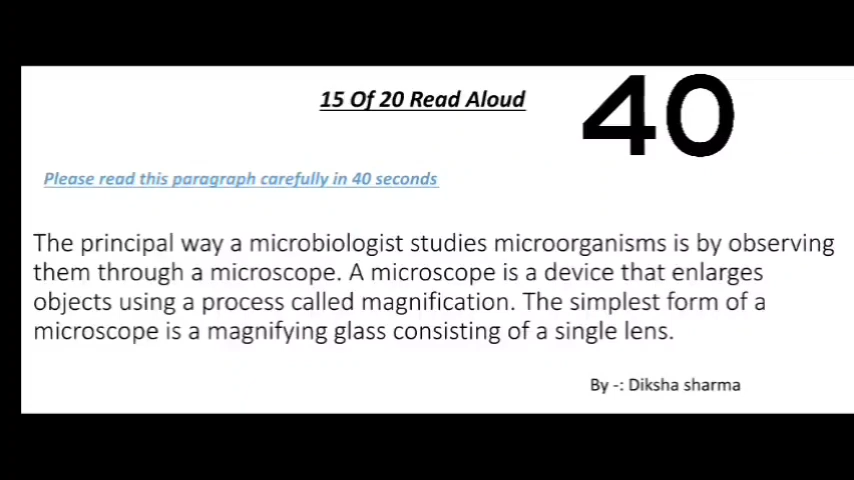 15 Of 20 Read Aloud
40
Please read this paragraph carefully in 40 seconds
The principal way a microbiologist studies microorganisms is by observing
them through a microscope. A microscope is a device that enlarges
objects using a process called magnification. The simplest form of a
microscope is a magnifying glass consisting of a single lens.
By -: Diksha sharma